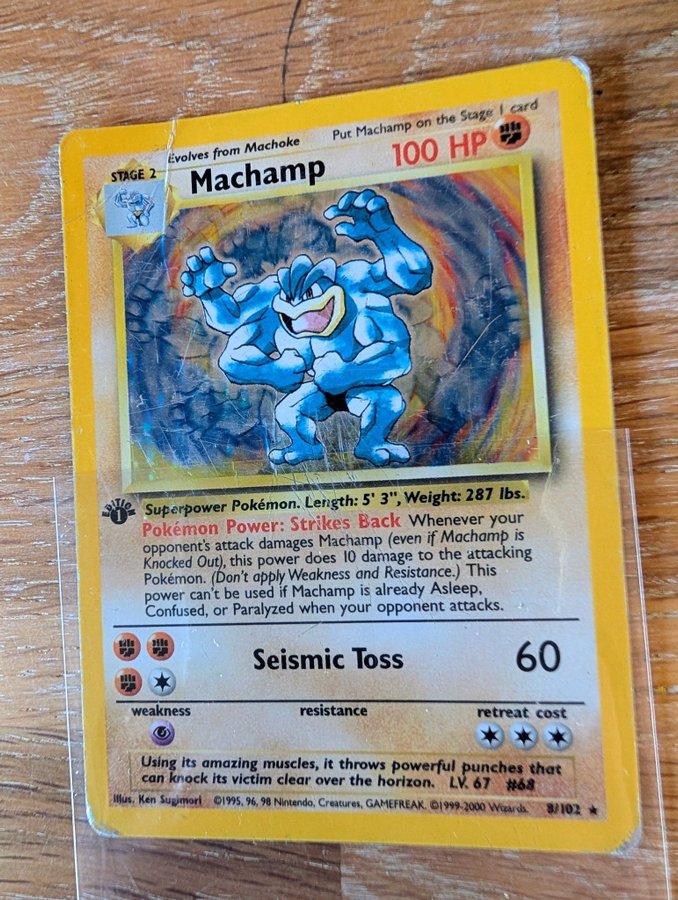 Evolves from Machoke
Put Machamp on the Stage 1 card
STAGE 2
Machamp
100 HP
EDITION
1
Superpower Pokémon. Length: 5' 3", Weight: 287 lbs.
Pokémon Power: Strikes Back Whenever your
opponent's attack damages Machamp (even if Machamp is
Knocked Out), this power does 10 damage to the attacking
Pokémon. (Don't apply Weakness and Resistance.) This
power can't be used if Machamp is already Asleep,
Confused, or Paralyzed when your opponent attacks.
Seismic Toss 60
weakness resistance retreat cost
Using its amazing muscles, it throws powerful punches that
can knock its victim clear over the horizon. LV. 67 #68
Illus. Ken Sugimori ©1995, 96, 98 Nintendo, Creatures, GAMEFREAK. ©1999-2000 Wizards. 8/102 ★